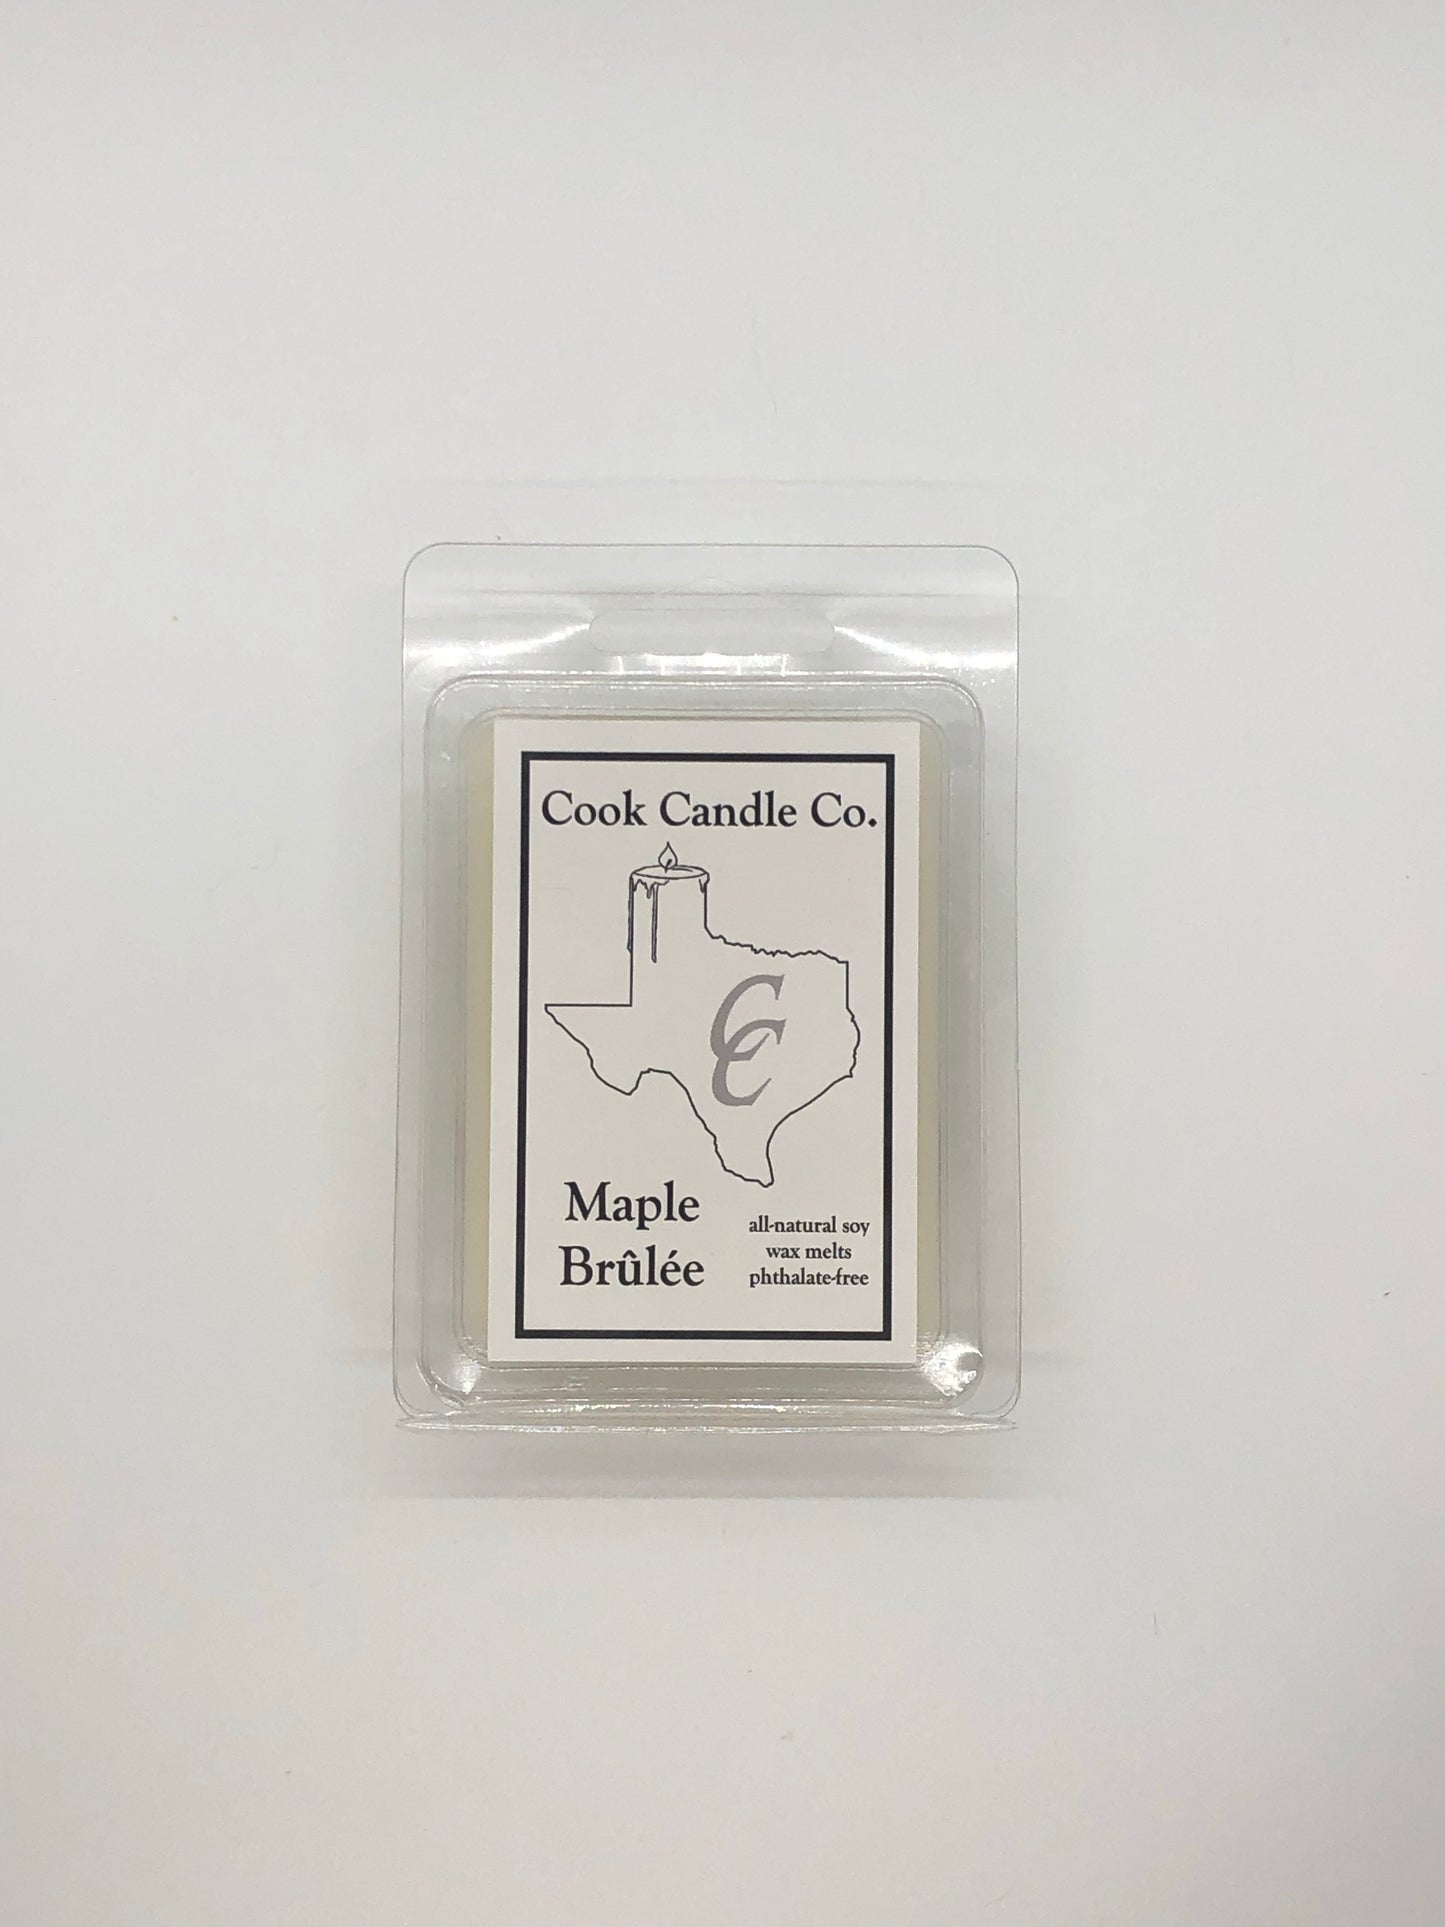 Cook Candle Co.
CC
Maple
Brûlée
all-natural soy
wax melts
phthalate-free